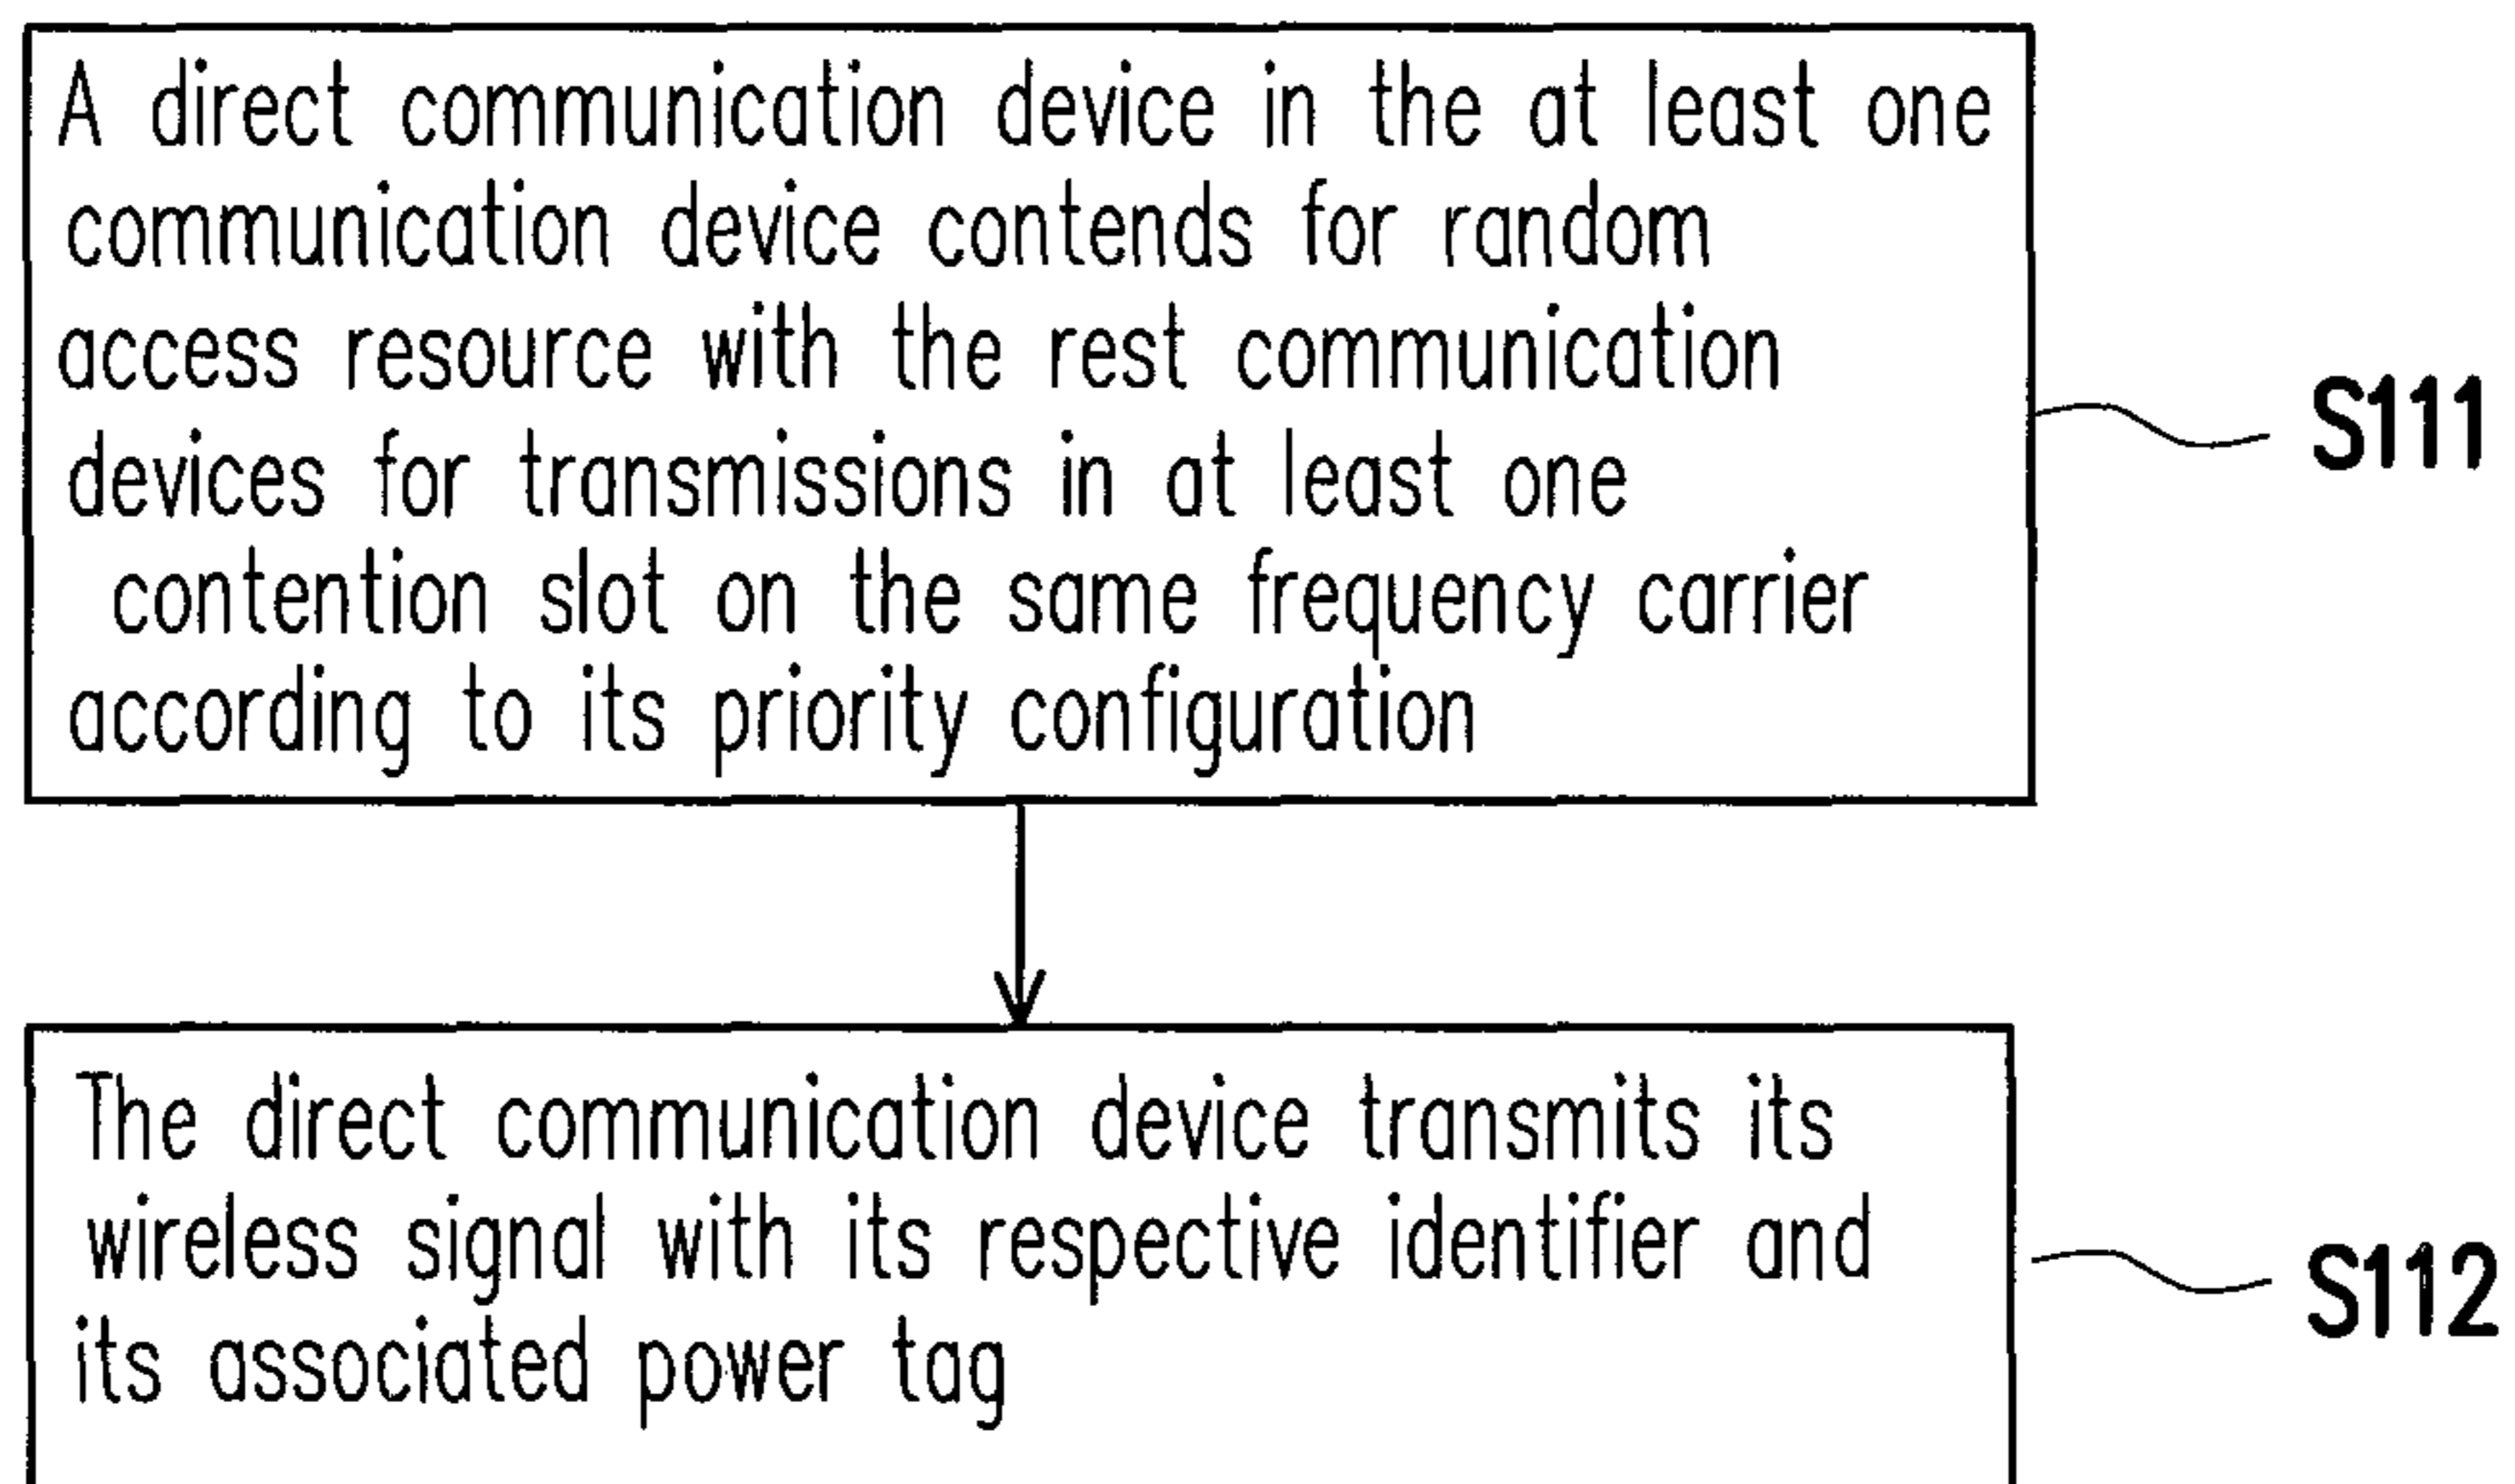 A direct communication device in the at least one
communication device contends for random
access resource with the rest communication
devices for transmissions in at least one
contention slot on the same frequency carrier
according to its priority configuration
S111
The direct communication device transmits its
wireless signal with its respective identifier and
its associated power tag
S112